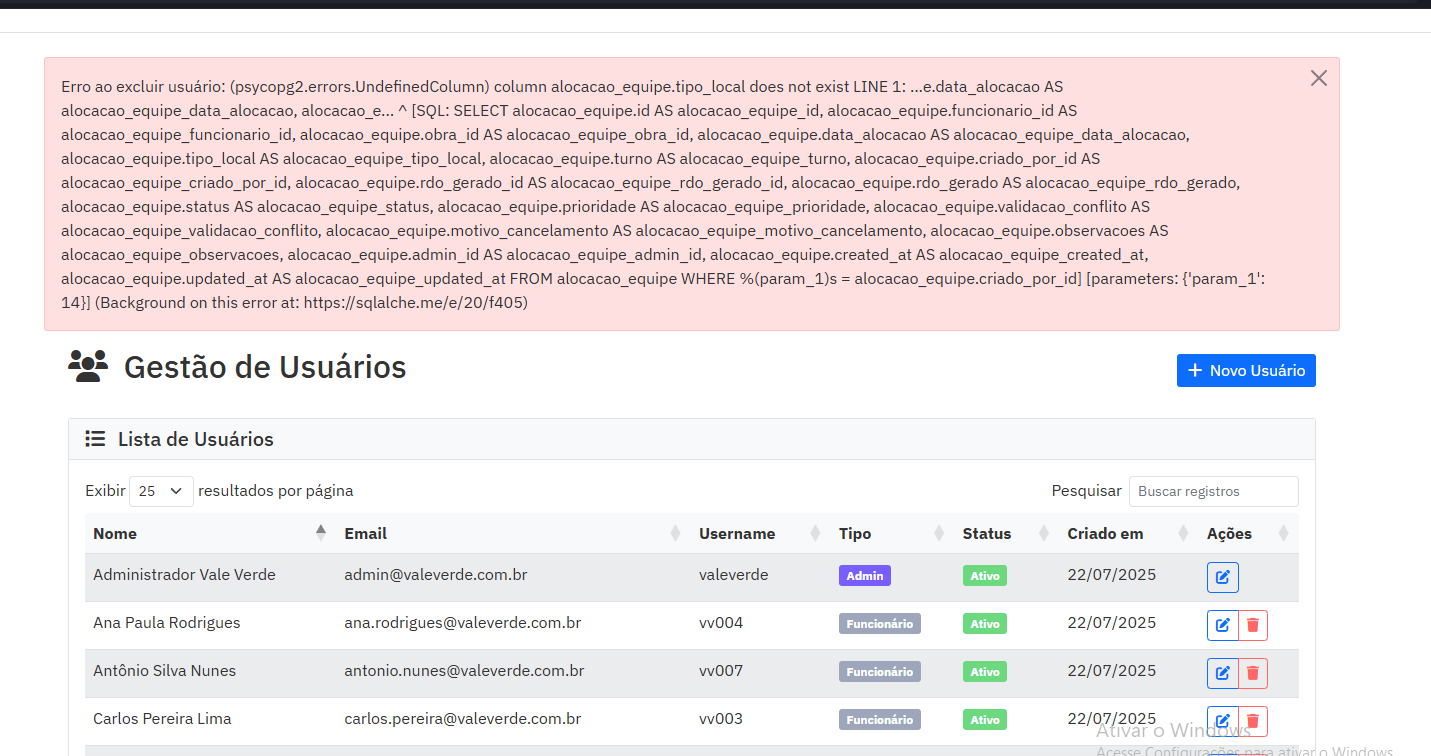 Erro ao excluir usuário: (psycopg2.errors.UndefinedColumn) column alocacao_equipe.tipo_local does not exist LINE 1: ...e.data_alocacao AS
alocacao_equipe_data_alocacao, alocacao_e... ^ [SQL: SELECT alocacao_equipe.id AS alocacao_equipe_id, alocacao_equipe.funcionario_id AS
alocacao_equipe_funcionario_id, alocacao_equipe.obra_id AS alocacao_equipe_obra_id, alocacao_equipe.data_alocacao AS alocacao_equipe_data_alocacao,
alocacao_equipe.tipo_local AS alocacao_equipe_tipo_local, alocacao_equipe.turno AS alocacao_equipe_turno, alocacao_equipe.criado_por_id AS
alocacao_equipe_criado_por_id, alocacao_equipe.rdo_gerado_id AS alocacao_equipe_rdo_gerado_id, alocacao_equipe.rdo_gerado AS alocacao_equipe_rdo_gerado,
alocacao_equipe.status AS alocacao_equipe_status, alocacao_equipe.prioridade AS alocacao_equipe_prioridade, alocacao_equipe.validacao_conflito AS
alocacao_equipe_validacao_conflito, alocacao_equipe.motivo_cancelamento AS alocacao_equipe_motivo_cancelamento, alocacao_equipe.observacoes AS
alocacao_equipe_observacoes, alocacao_equipe.admin_id AS alocacao_equipe_admin_id, alocacao_equipe.created_at AS alocacao_equipe_created_at,
alocacao_equipe.updated_at AS alocacao_equipe_updated_at FROM alocacao_equipe WHERE %(param_1)s = alocacao_equipe.criado_por_id] [parameters: {'param_1':
14}] (Background on this error at: https://sqlalche.me/e/20/f405)
Gestão de Usuários
Novo Usuário
Lista de Usuários
Exibir 25 resultados por página Pesquisar Buscar registros
Nome Email Username Tipo Status Criado em Ações
Administrador Vale Verde admin@valeverde.com.br valeverde Admin Ativo 22/07/2025
Ana Paula Rodrigues ana.rodrigues@valeverde.com.br vv004 Funcionário Ativo 22/07/2025
Antônio Silva Nunes antonio.nunes@valeverde.com.br vv007 Funcionário Ativo 22/07/2025
Carlos Pereira Lima carlos.pereira@valeverde.com.br vv003 Funcionário Ativo 22/07/2025
Ativar o Windows
Acesse Configurações para ativar o Windows